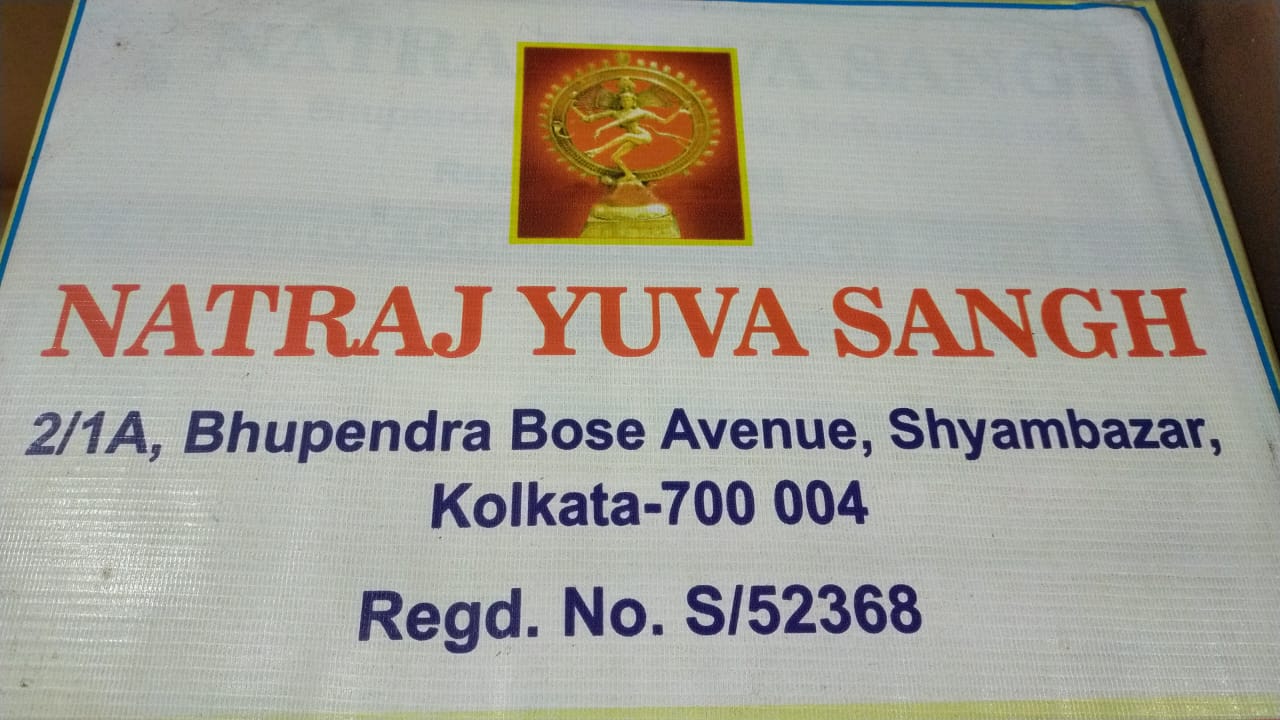 NATRAJ YUVA SANGH
2/1A, Bhupendra Bose Avenue, Shyambazar,
Kolkata-700 004
Regd. No. S/52368